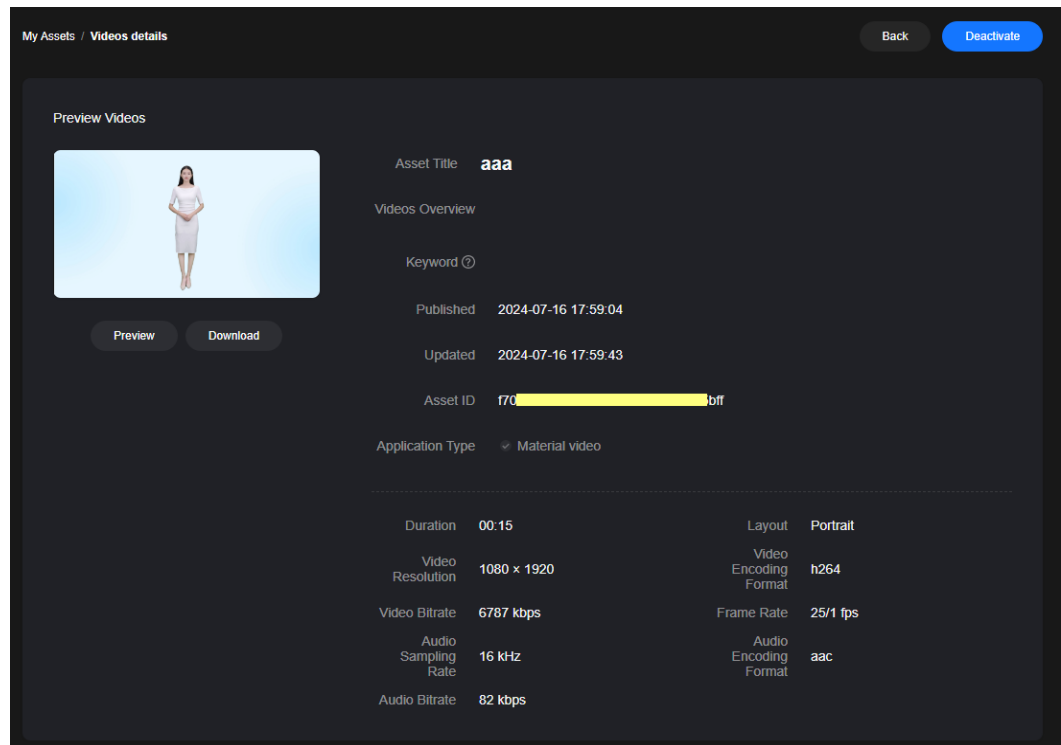 My Assets / Videos details
Back
Deactivate
Preview Videos
Preview
Download
Asset Title aaa
Videos Overview
Keyword
Published 2024-07-16 17:59:04
Updated 2024-07-16 17:59:43
Asset ID f70 bff
Application Type Material video
Duration 00:15
Layout Portrait
Video
Resolution 1080 × 1920
Video
Encoding
Format h264
Video Bitrate 6787 kbps
Frame Rate 25/1 fps
Audio
Sampling
Rate 16 kHz
Audio
Encoding
Format aac
Audio Bitrate 82 kbps